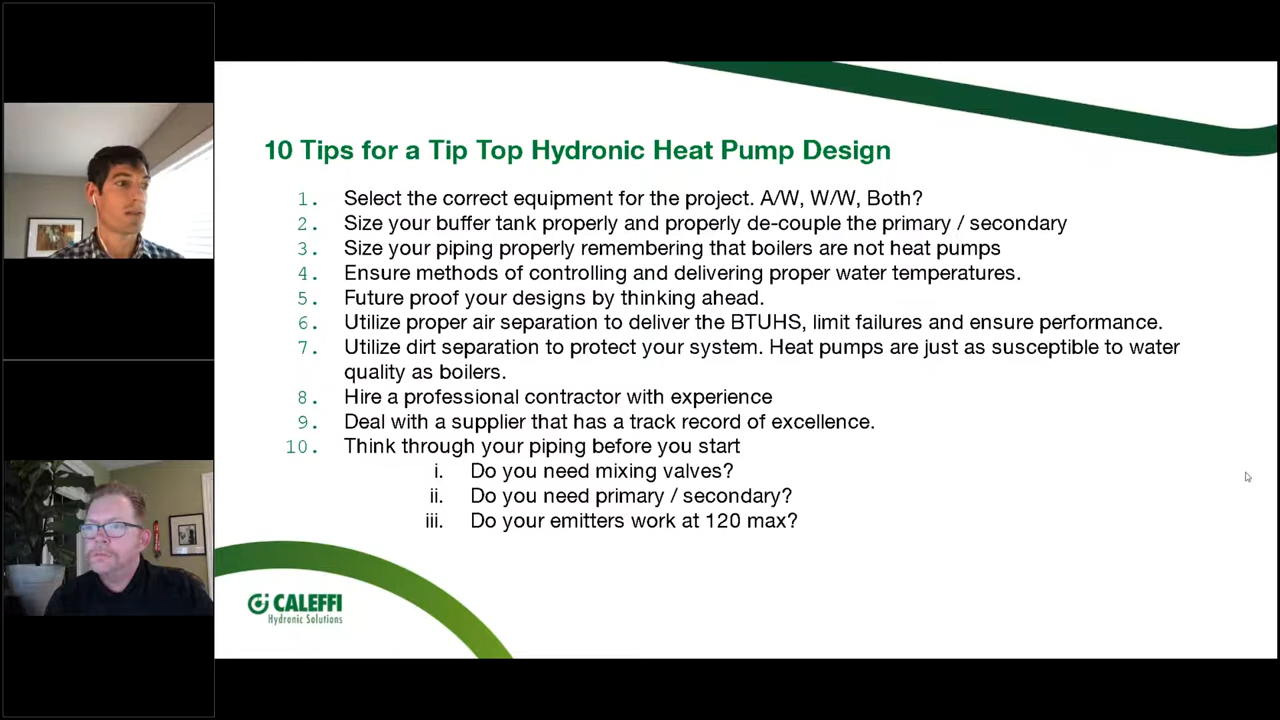 10 Tips for a Tip Top Hydronic Heat Pump Design
1. Select the correct equipment for the project. A/W, W/W, Both?
2. Size your buffer tank properly and properly de-couple the primary / secondary
3. Size your piping properly remembering that boilers are not heat pumps
4. Ensure methods of controlling and delivering proper water temperatures.
5. Future proof your designs by thinking ahead.
6. Utilize proper air separation to deliver the BTUHS, limit failures and ensure performance.
7. Utilize dirt separation to protect your system. Heat pumps are just as susceptible to water
quality as boilers.
8. Hire a professional contractor with experience
9. Deal with a supplier that has a track record of excellence.
10. Think through your piping before you start
i. Do you need mixing valves?
ii. Do you need primary / secondary?
iii. Do your emitters work at 120 max?
CALEFFI
Hydronic Solutions